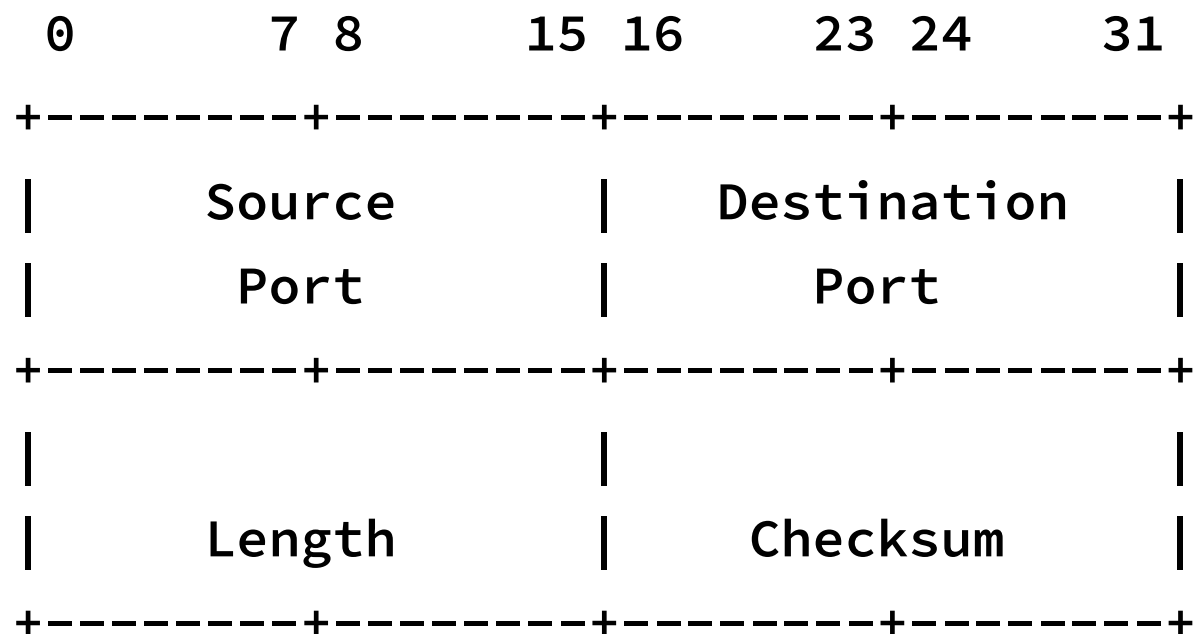 0      7 8     15 16    23 24    31
+--------+--------+--------+--------+
|     Source      |   Destination   |
|      Port       |      Port       |
+--------+--------+--------+--------+
|                 |                 |
|     Length      |    Checksum     |
+--------+--------+--------+--------+